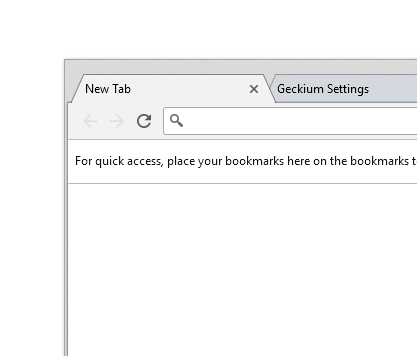 New Tab
Geckium Settings
For quick access, place your bookmarks here on the bookmarks t